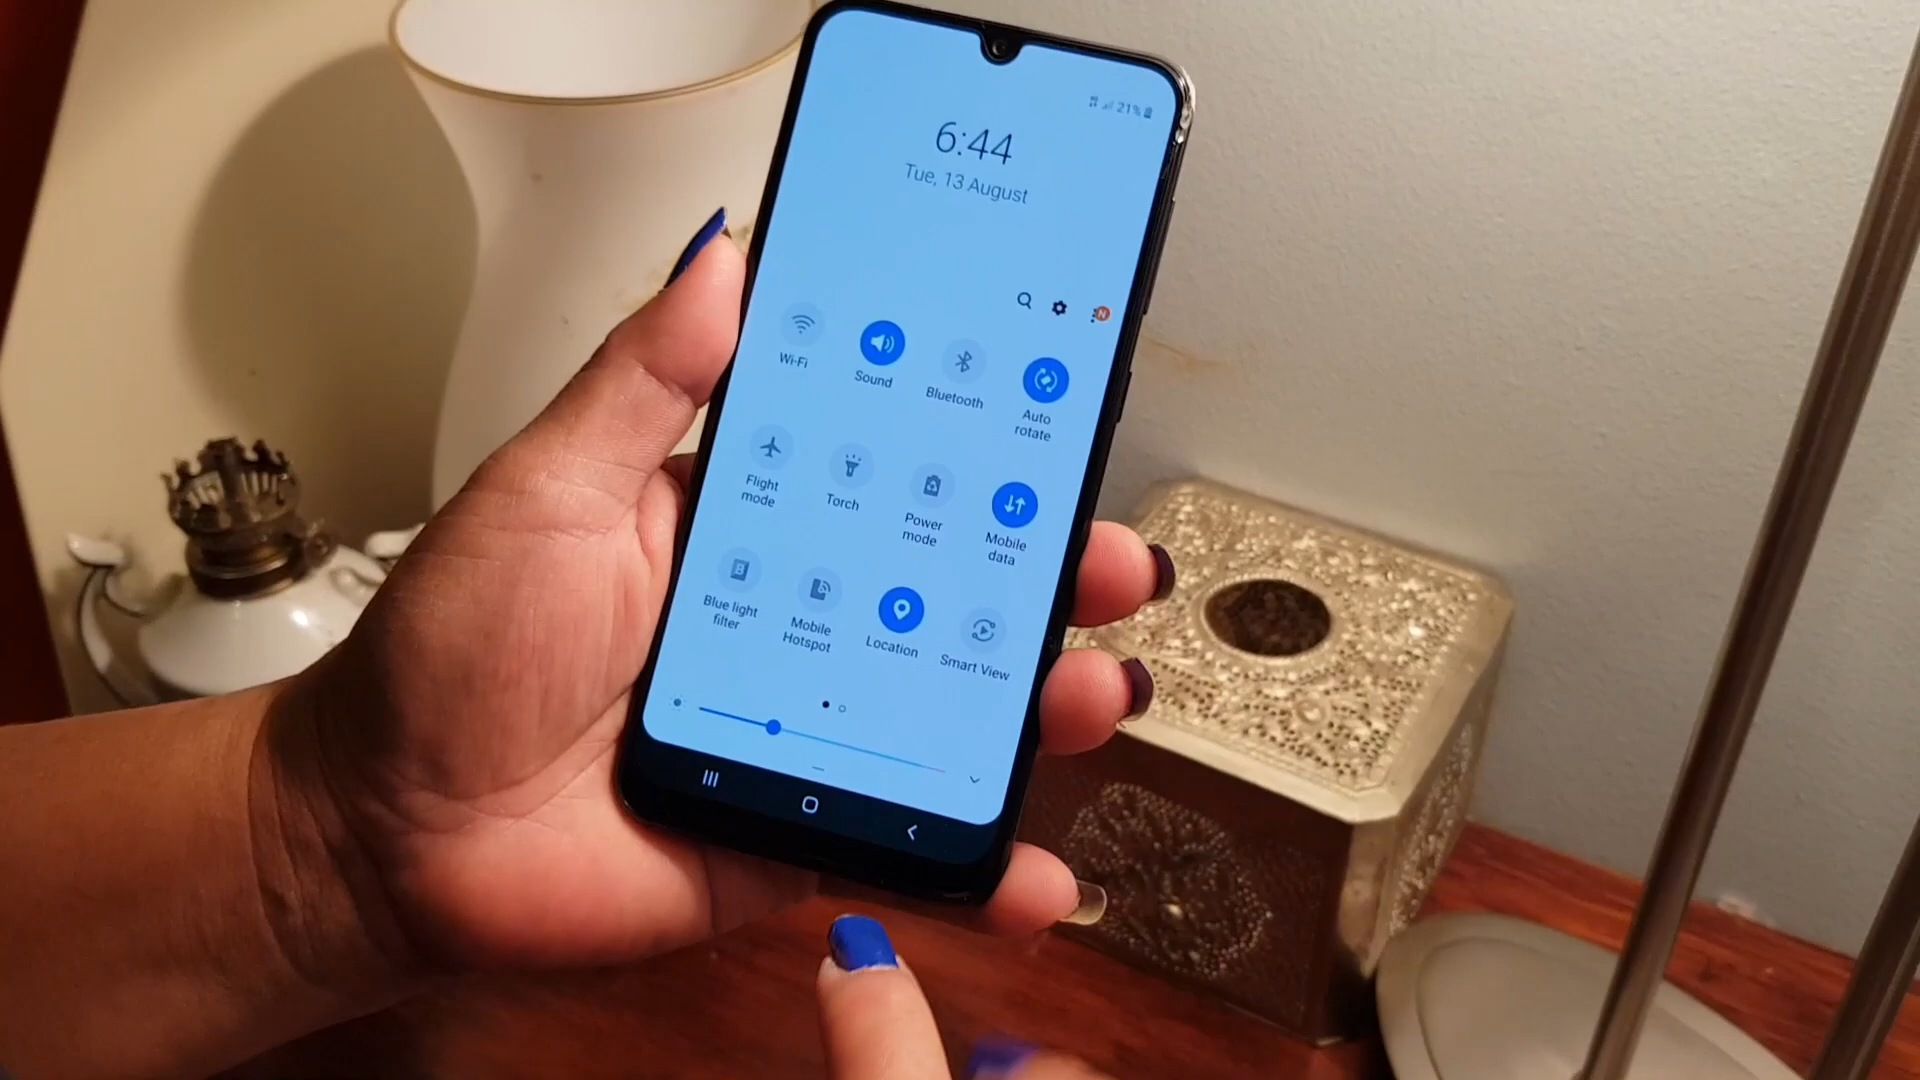 21%
6:44
Tue, 13 August
N
Wi-Fi
Sound
Bluetooth
Auto
rotate
Flight
mode
Torch
Power
mode
Mobile
data
Blue light
filter
Mobile
Hotspot
Location
Smart View